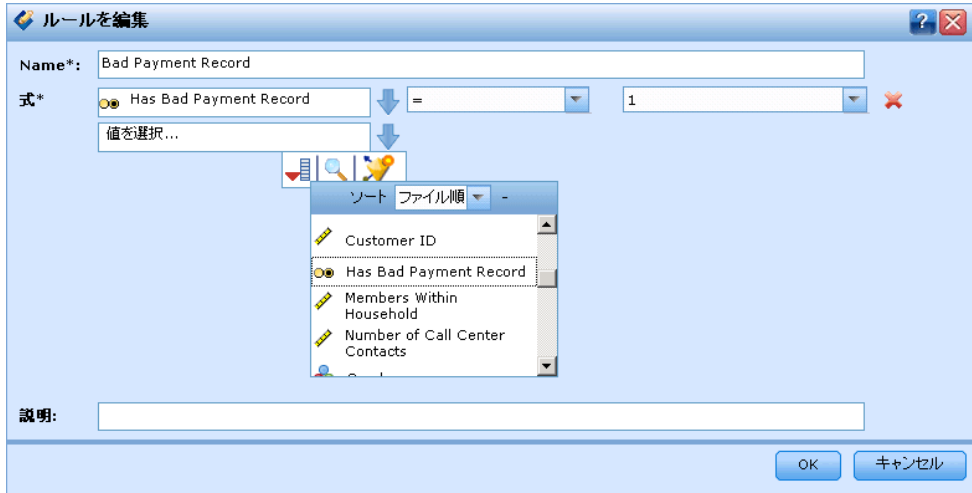 ルールを編集
?
Name*: Bad Payment Record
式* Has Bad Payment Record = 1
値を選択...
ソート ファイル順 -
Customer ID
Has Bad Payment Record
Members Within
Household
Number of Call Center
Contacts
説明:
OK キャンセル